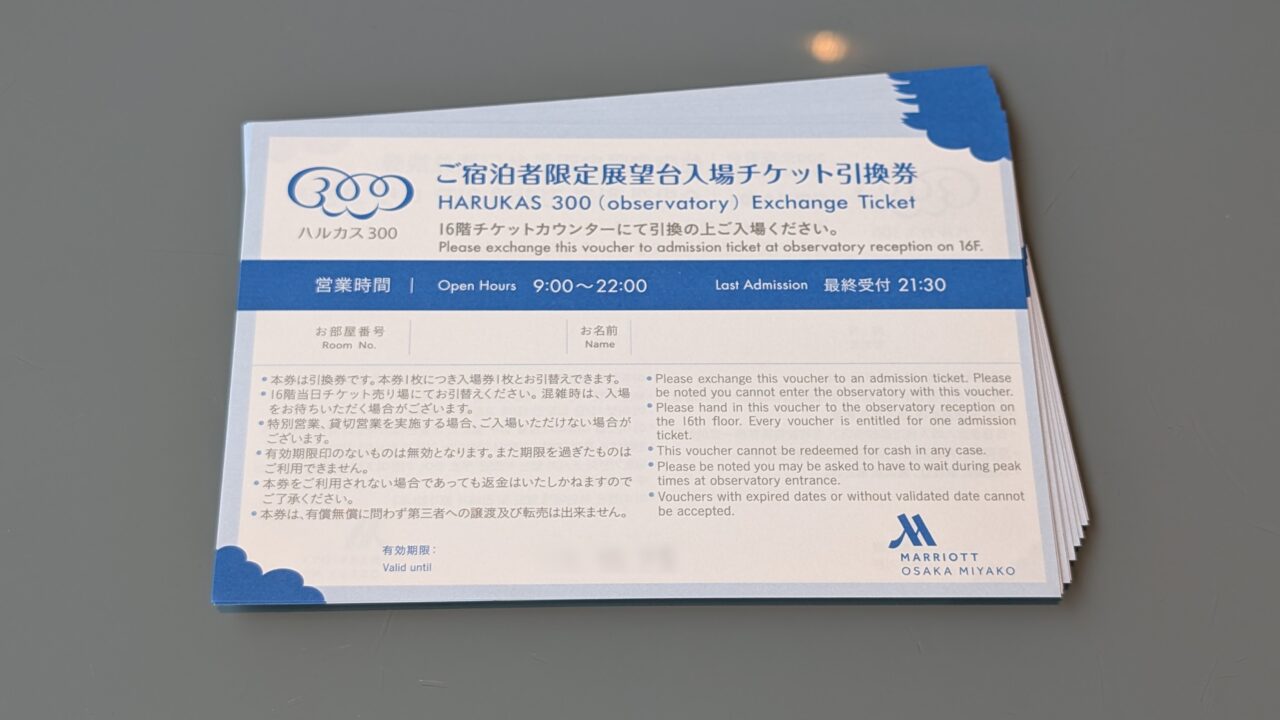 300
ハルカス300
ご宿泊者限定展望台入場チケット引換券
HARUKAS 300 (observatory) Exchange Ticket
16階チケットカウンターにて引換の上ご入場ください。
Please exchange this voucher to admission ticket at observatory reception on 16F.
営業時間 | Open Hours 9:00～22:00 Last Admission 最終受付 21:30
お部屋番号
Room No.
お名前
Name
•本券は引換券です。本券1枚につき入場券1枚とお引替えできます。
•16階当日チケット売り場にてお引替えください。混雑時は、入場
をお待ちいただく場合がございます。
•特別営業、貸切営業を実施する場合、ご入場いただけない場合が
ございます。
•有効期限印のないものは無効となります。また期限を過ぎたものは
ご利用できません。
•本券をご利用されない場合であっても返金はいたしかねますので
ご了承ください。
•本券は、有償無償に問わず第三者への譲渡及び転売は出来ません。
•Please exchange this voucher to an admission ticket. Please
be noted you cannot enter the observatory with this voucher.
•Please hand in this voucher to the observatory reception on
the 16th floor. Every voucher is entitled for one admission
ticket.
•This voucher cannot be redeemed for cash in any case.
•Please be noted you may be asked to have to wait during peak
times at observatory entrance.
•Vouchers with expired dates or without validated date cannot
be accepted.
有効期限:
Valid until
MARRIOTT
OSAKA MIYAKO